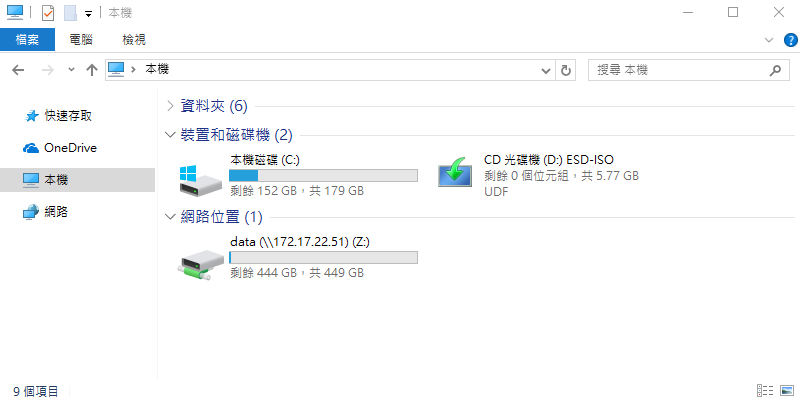 本機
檔案 電腦 檢視
本機 搜尋 本機
快速存取
OneDrive
本機
網路
資料夾 (6)
裝置和磁碟機 (2)
本機磁碟 (C:)
剩餘 152 GB，共 179 GB
CD 光碟機 (D:) ESD-ISO
剩餘 0 個位元組，共 5.77 GB
UDF
網路位置 (1)
data (\\172.17.22.51) (Z:)
剩餘 444 GB，共 449 GB
9 個項目